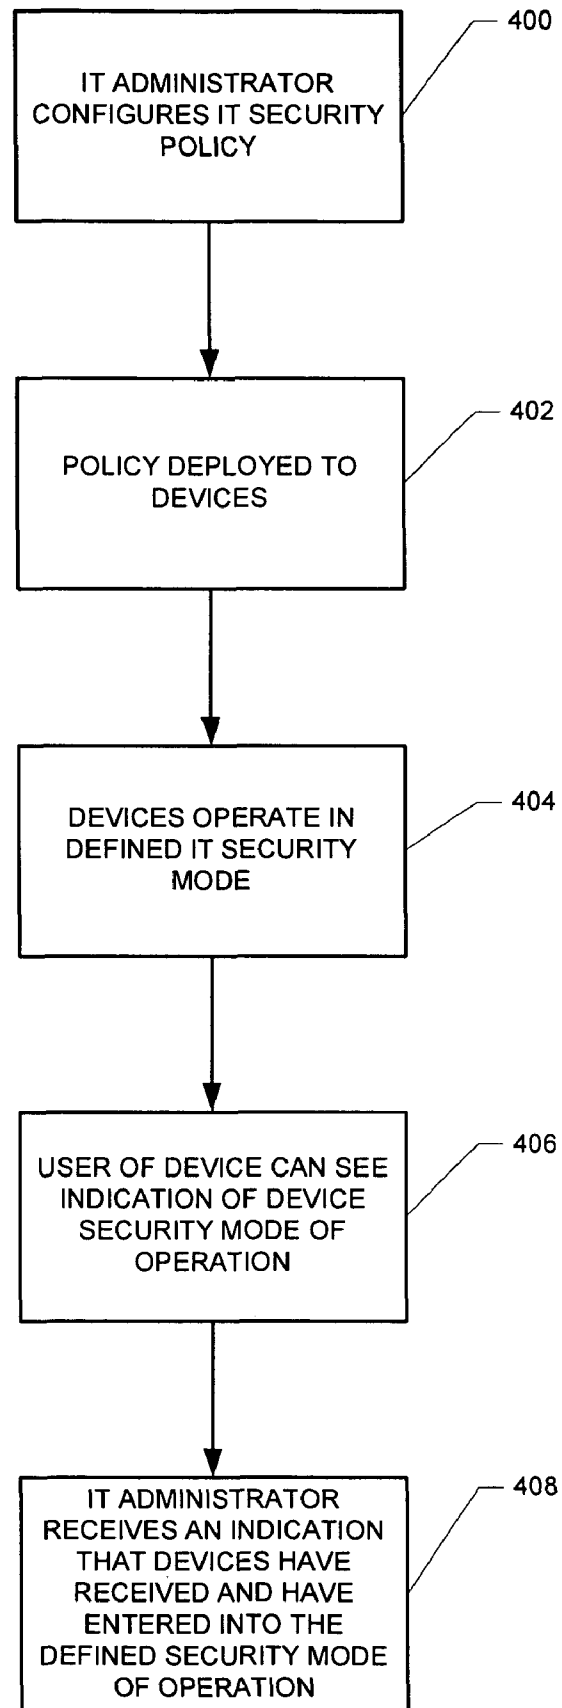 400
IT ADMINISTRATOR
CONFIGURES IT SECURITY
POLICY
402
POLICY DEPLOYED TO
DEVICES
404
DEVICES OPERATE IN
DEFINED IT SECURITY
MODE
406
USER OF DEVICE CAN SEE
INDICATION OF DEVICE
SECURITY MODE OF
OPERATION
408
IT ADMINISTRATOR
RECEIVES AN INDICATION
THAT DEVICES HAVE
RECEIVED AND HAVE
ENTERED INTO THE
DEFINED SECURITY MODE
OF OPERATION